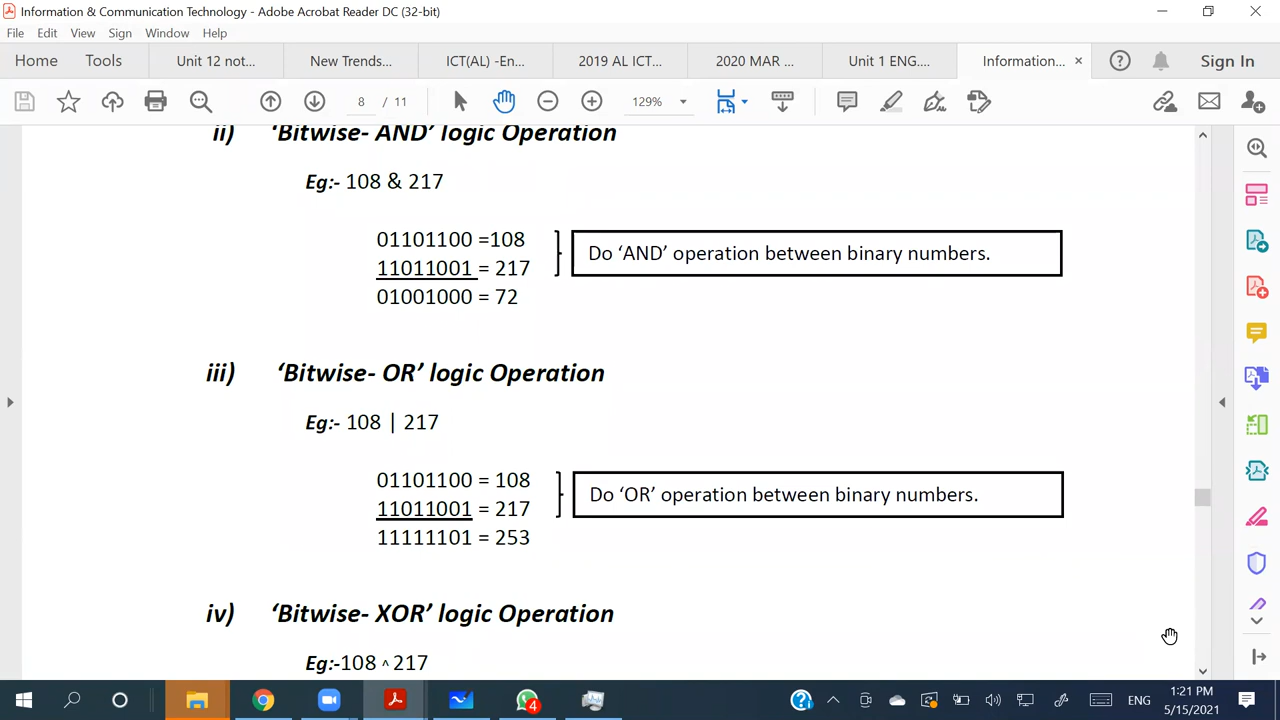 Information & Communication Technology - Adobe Acrobat Reader DC (32-bit)
File Edit View Sign Window Help
Home Tools Unit 12 not... New Trends... ICT(AL) -En... 2019 AL ICT... 2020 MAR ... Unit 1 ENG.... Information... × Sign In
8 / 11 129%
ii) ‘Bitwise- AND’ logic Operation
Eg:- 108 & 217
01101100 =108
Do ‘AND’ operation between binary numbers.
11011001 = 217
01001000 = 72
iii) ‘Bitwise- OR’ logic Operation
Eg:- 108 | 217
01101100 = 108
Do ‘OR’ operation between binary numbers.
11011001 = 217
11111101 = 253
iv) ‘Bitwise- XOR’ logic Operation
Eg:-108 ^ 217
4 ENG 1:21 PM
5/15/2021